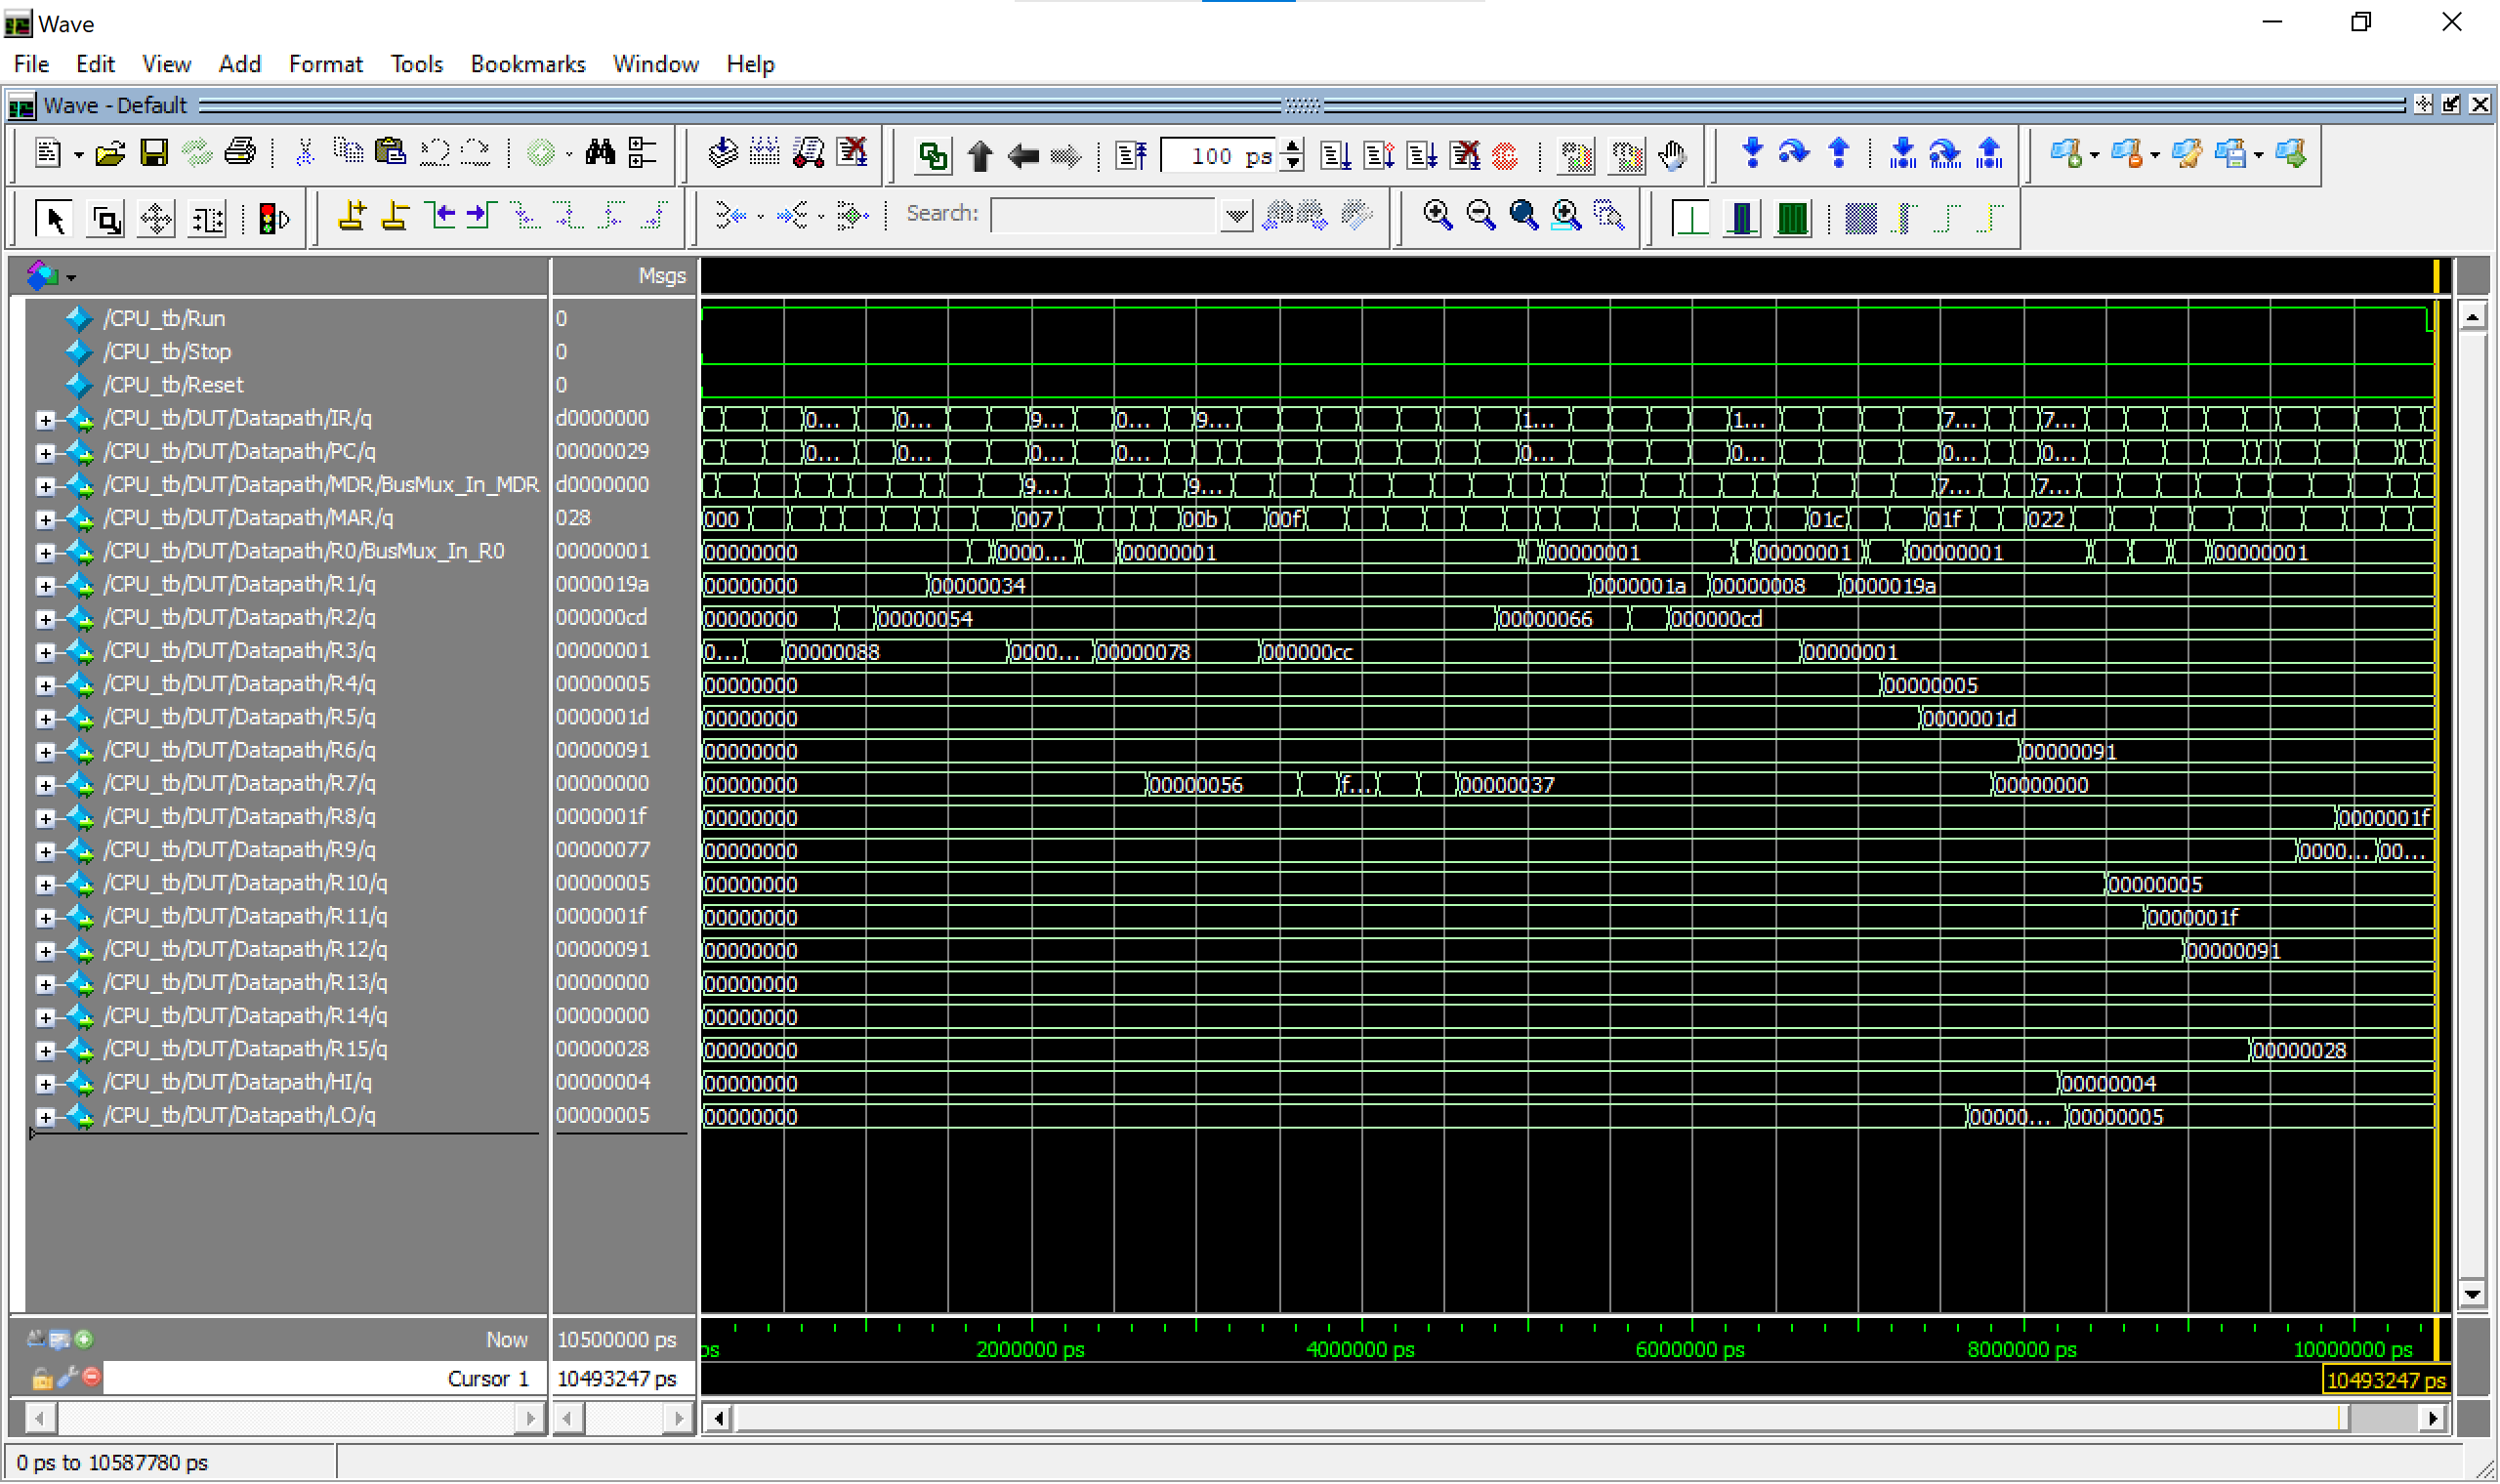 Wave
File Edit View Add Format Tools Bookmarks Window Help
Wave - Default
100 ps
Search:
Msgs
/CPU_tb/Run 0
/CPU_tb/Stop 0
/CPU_tb/Reset 0
/CPU_tb/DUT/Datapath/IR/q d0000000 0... 0... 9... 0... 9... 1... 1... 7... 7...
/CPU_tb/DUT/Datapath/PC/q 00000029 0... 0... 0... 0... 0... 0... 0... 0...
/CPU_tb/DUT/Datapath/MDR/BusMux_In_MDR d0000000 9... 9... 7... 7...
/CPU_tb/DUT/Datapath/MAR/q 028 000 007 00b 00f 01c 01f 022
/CPU_tb/DUT/Datapath/R0/BusMux_In_R0 00000001 00000000 0000... 00000001 00000001 00000001 00000001 00000001
/CPU_tb/DUT/Datapath/R1/q 0000019a 00000000 00000034 0000001a 00000008 0000019a
/CPU_tb/DUT/Datapath/R2/q 000000cd 00000000 00000054 00000066 000000cd
/CPU_tb/DUT/Datapath/R3/q 00000001 0... 00000088 0000... 00000078 000000cc 00000001
/CPU_tb/DUT/Datapath/R4/q 00000005 00000000 00000005
/CPU_tb/DUT/Datapath/R5/q 0000001d 00000000 0000001d
/CPU_tb/DUT/Datapath/R6/q 00000091 00000000 00000091
/CPU_tb/DUT/Datapath/R7/q 00000000 00000000 00000056 f... 00000037 00000000
/CPU_tb/DUT/Datapath/R8/q 0000001f 00000000 0000001f
/CPU_tb/DUT/Datapath/R9/q 00000077 00000000 0000... 00...
/CPU_tb/DUT/Datapath/R10/q 00000005 00000000 00000005
/CPU_tb/DUT/Datapath/R11/q 0000001f 00000000 0000001f
/CPU_tb/DUT/Datapath/R12/q 00000091 00000000 00000091
/CPU_tb/DUT/Datapath/R13/q 00000000 00000000
/CPU_tb/DUT/Datapath/R14/q 00000000 00000000
/CPU_tb/DUT/Datapath/R15/q 00000028 00000000 00000028
/CPU_tb/DUT/Datapath/HI/q 00000004 00000000 00000004
/CPU_tb/DUT/Datapath/LO/q 00000005 00000000 00000... 00000005
Now 10500000 ps ps 2000000 ps 4000000 ps 6000000 ps 8000000 ps 10000000 ps
Cursor 1 10493247 ps 10493247 ps
0 ps to 10587780 ps